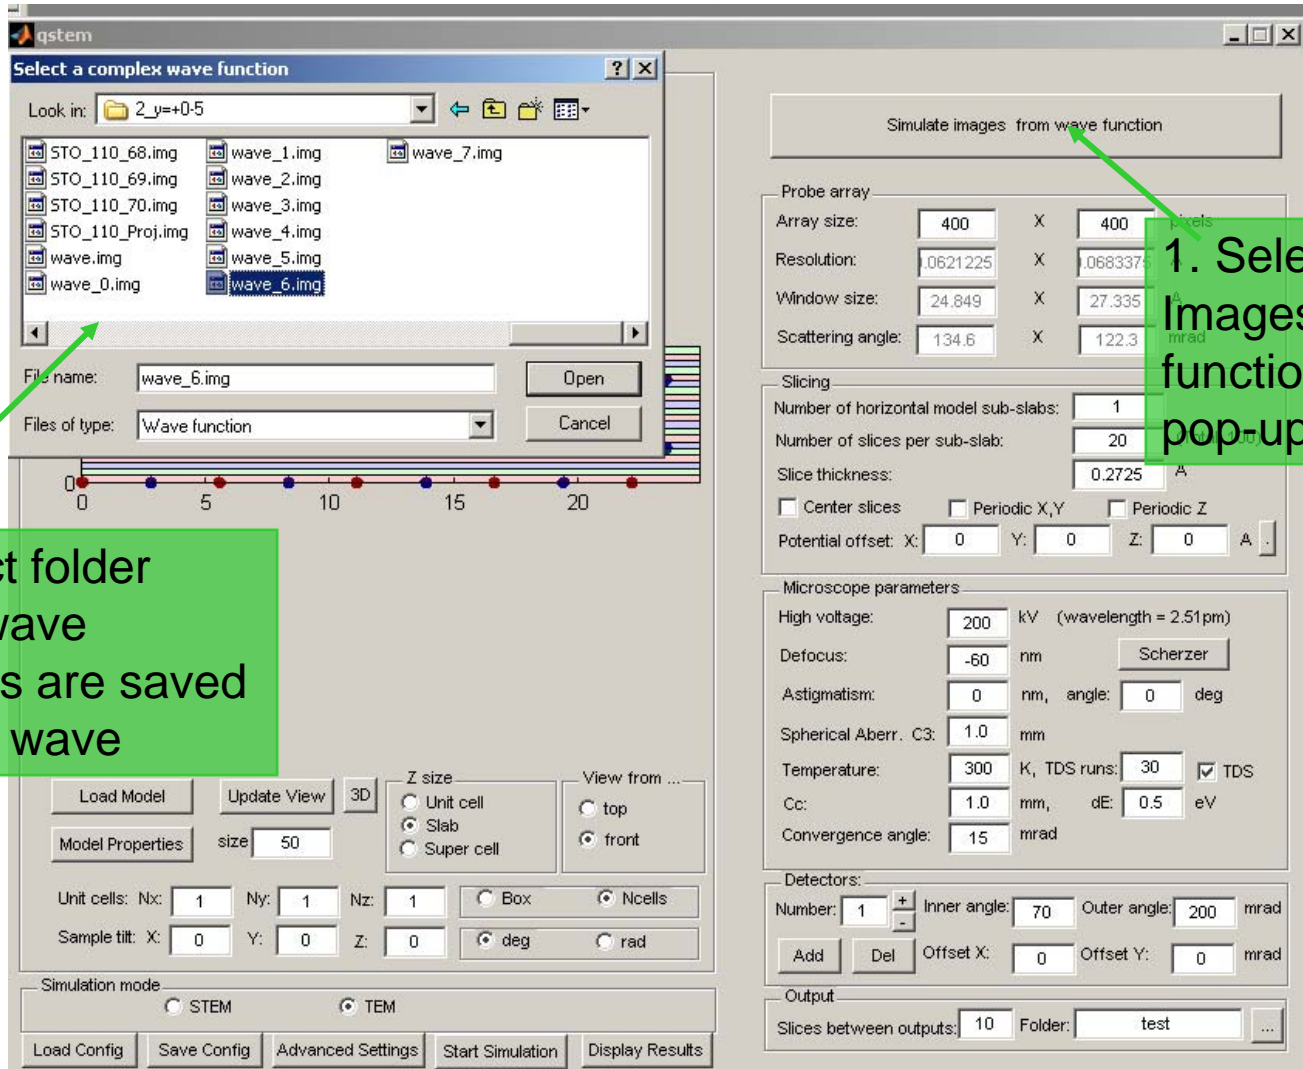 qstem
Select a complex wave function
Look in: 2_y=+0-5
STO_110_68.img wave_1.img wave_7.img
STO_110_69.img wave_2.img
STO_110_70.img wave_3.img
STO_110_Proj.img wave_4.img
wave.img wave_5.img
wave_0.img wave_6.img
File name: wave_6.img Open
Files of type: Wave function Cancel
0
0 5 10 15 20
ct folder
wave
s are saved
wave
Load Model Update View 3D
Model Properties size 50
Z size
Unit cell
Slab
Super cell
View from ...
top
front
Unit cells: Nx: 1 Ny: 1 Nz: 1 Box Ncells
Sample tilt: X: 0 Y: 0 Z: 0 deg rad
Simulation mode
STEM TEM
Load Config Save Config Advanced Settings Start Simulation Display Results
Simulate images from wave function
1. Sele
Images
functio
pop-up
Probe array
Array size: 400 X 400 pixels
Resolution: 0.0621225 X 0.0683375 A
Window size: 24.849 X 27.335 A
Scattering angle: 134.6 X 122.3 mrad
Slicing
Number of horizontal model sub-slabs: 1
Number of slices per sub-slab: 20
Slice thickness: 0.2725 A
Center slices Periodic X,Y Periodic Z
Potential offset: X: 0 Y: 0 Z: 0 A .
Microscope parameters
High voltage: 200 kV (wavelength = 2.51pm)
Defocus: -60 nm Scherzer
Astigmatism: 0 nm, angle: 0 deg
Spherical Aberr. C3: 1.0 mm
Temperature: 300 K, TDS runs: 30 TDS
Cc: 1.0 mm, dE: 0.5 eV
Convergence angle: 15 mrad
Detectors:
Number: 1 + - Inner angle: 70 Outer angle: 200 mrad
Add Del Offset X: 0 Offset Y: 0 mrad
Output
Slices between outputs: 10 Folder: test ...